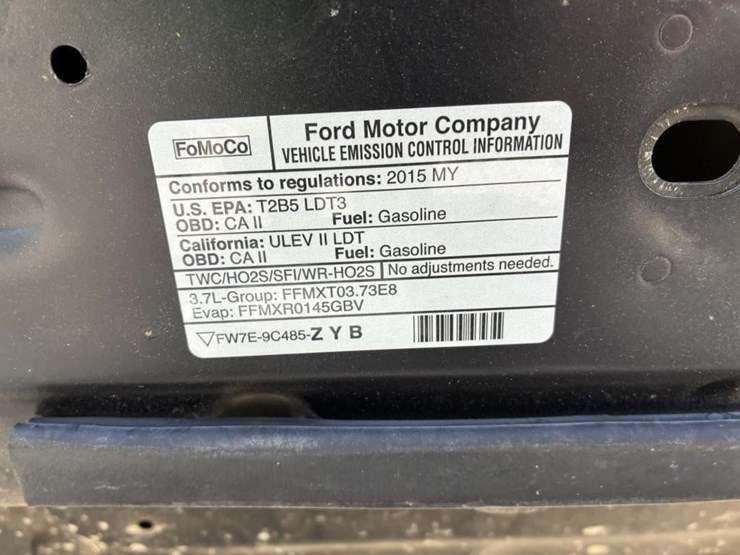 FoMoCo
Ford Motor Company
VEHICLE EMISSION CONTROL INFORMATION
Conforms to regulations: 2015 MY
U.S. EPA: T2B5 LDT3
OBD: CA II Fuel: Gasoline
California: ULEV II LDT
OBD: CA II Fuel: Gasoline
TWC/HO2S/SFI/WR-HO2S No adjustments needed.
3.7L-Group: FFMXT03.73E8
Evap: FFMXR0145GBV
FW7E-9C485-Z Y B